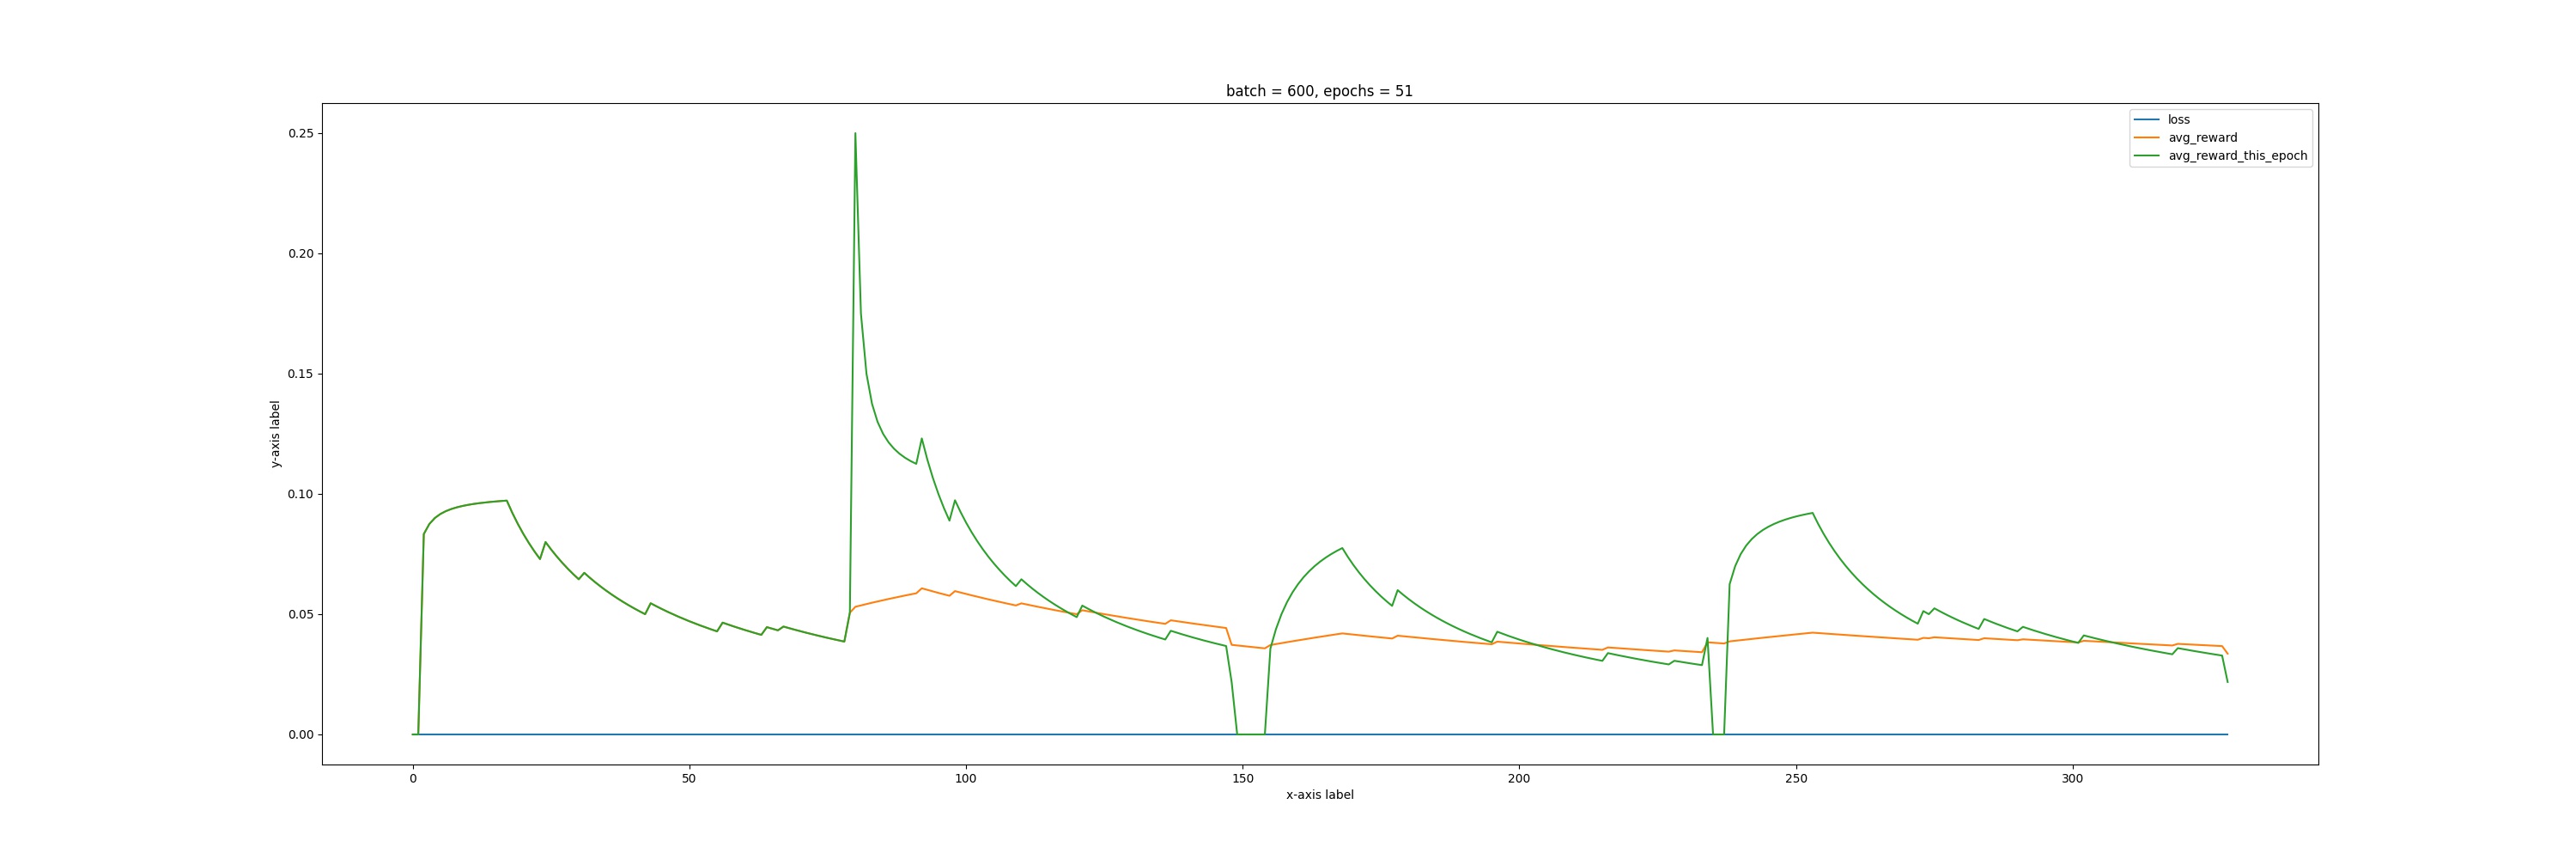 batch = 600, epochs = 51
loss
avg_reward
avg_reward_this_epoch
0.25
0.20
0.15
0.10
0.05
0.00
y-axis label
0 50 100 150 200 250 300
x-axis label